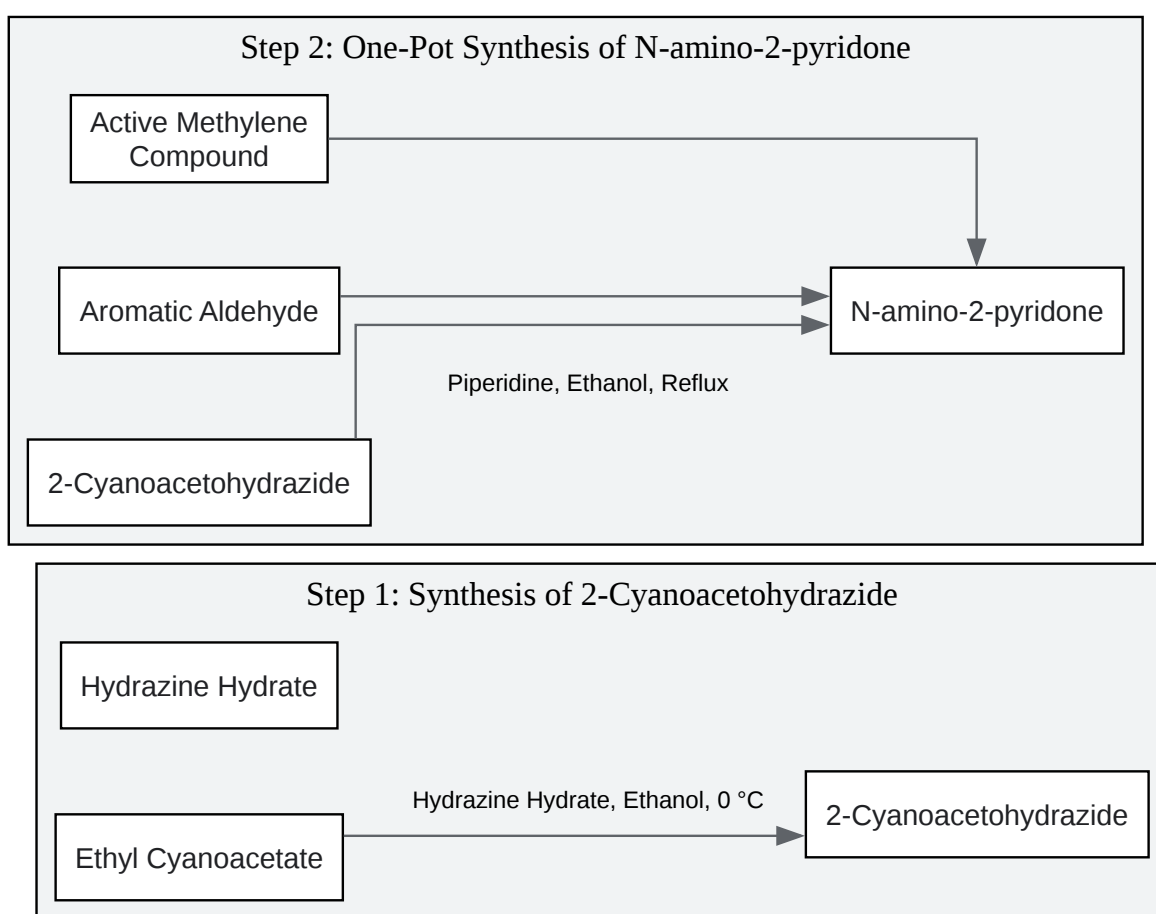 Step 2: One-Pot Synthesis of N-amino-2-pyridone
Active Methylene
Compound
Aromatic Aldehyde
N-amino-2-pyridone
Piperidine, Ethanol, Reflux
2-Cyanoacetohydrazide
Step 1: Synthesis of 2-Cyanoacetohydrazide
Hydrazine Hydrate
Hydrazine Hydrate, Ethanol, 0 °C
2-Cyanoacetohydrazide
Ethyl Cyanoacetate